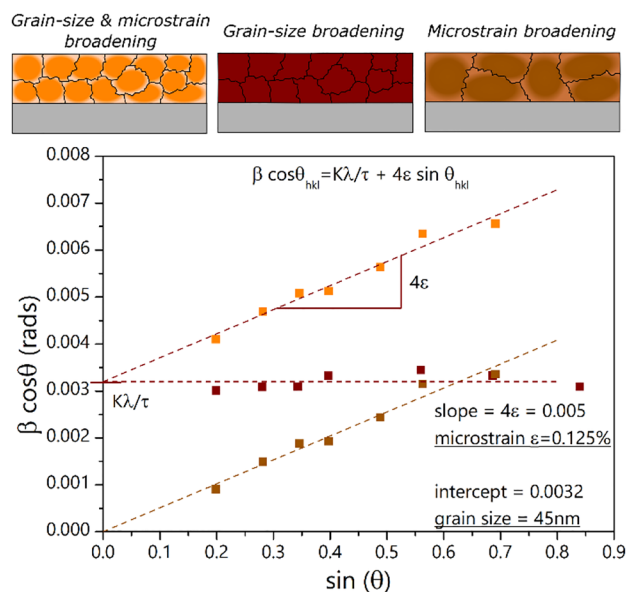 Grain-size & microstrain
broadening
Grain-size broadening
Microstrain broadening
β cosθhkl=Kλ/τ + 4ε sin θhkl
0.008
0.007
0.006
0.005
0.004
0.003
0.002
0.001
0.000
β cosθ (rads)
4ε
Kλ/τ
slope = 4ε = 0.005
microstrain ε=0.125%
intercept = 0.0032
grain size = 45nm
0.0 0.1 0.2 0.3 0.4 0.5 0.6 0.7 0.8 0.9
sin (θ)